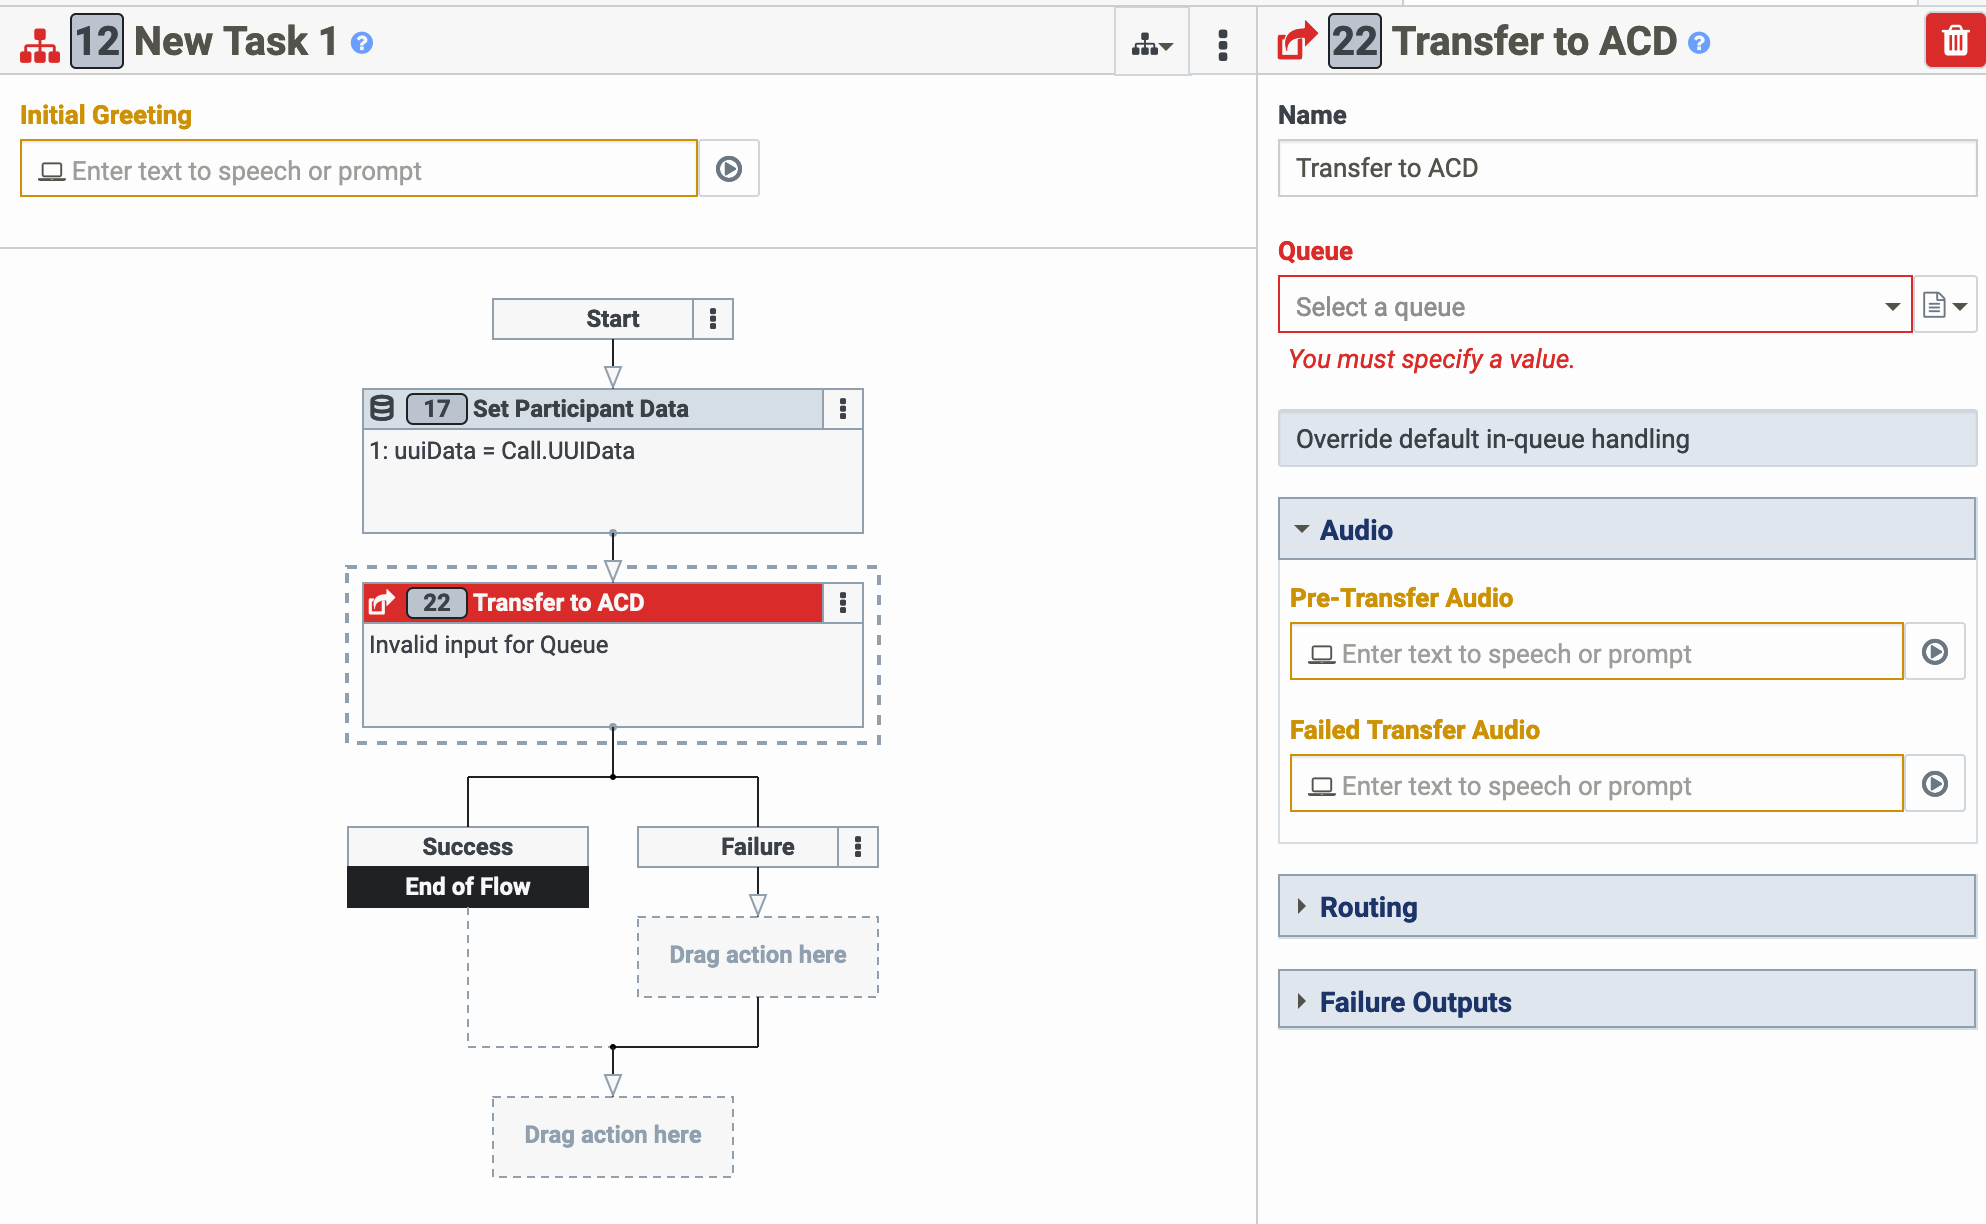 12 New Task 1 ?
Initial Greeting
Enter text to speech or prompt
Start
17 Set Participant Data
1: uuiData = Call.UUIData
22 Transfer to ACD
Invalid input for Queue
Success
Failure
End of Flow
Drag action here
Drag action here
22 Transfer to ACD ?
Name
Transfer to ACD
Queue
Select a queue
You must specify a value.
Override default in-queue handling
Audio
Pre-Transfer Audio
Enter text to speech or prompt
Failed Transfer Audio
Enter text to speech or prompt
Routing
Failure Outputs